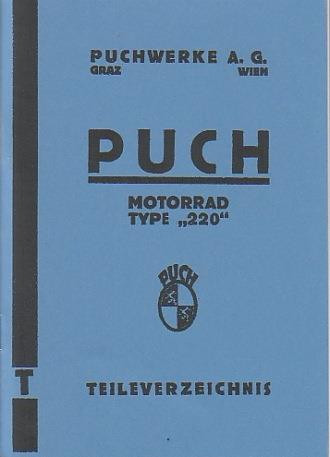 PUCHWERKE A. G.
GRAZ WIEN
PUCH
MOTORRAD
TYPE „220“
PUCH
T
TEILEVERZEICHNIS